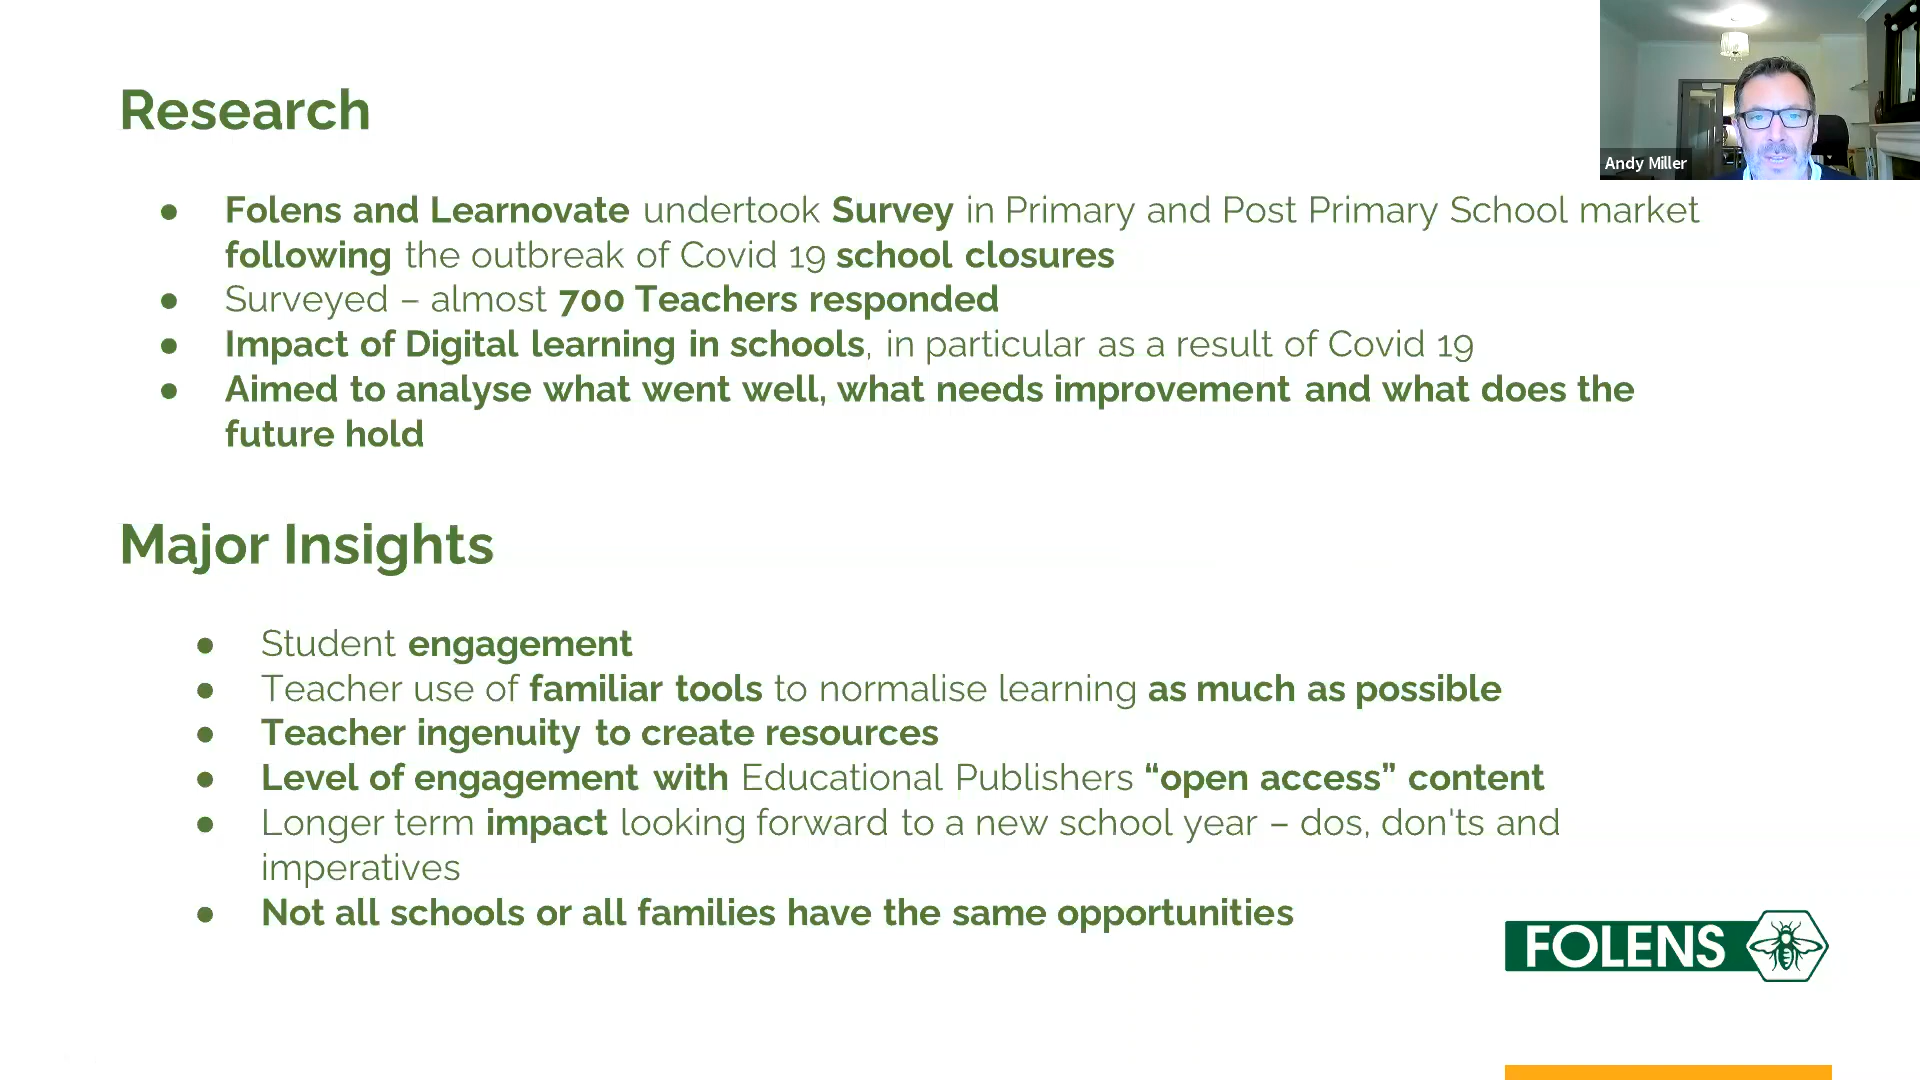 Research
Andy Miller
● Folens and Learnovate undertook Survey in Primary and Post Primary School market
following the outbreak of Covid 19 school closures
● Surveyed – almost 700 Teachers responded
● Impact of Digital learning in schools, in particular as a result of Covid 19
● Aimed to analyse what went well, what needs improvement and what does the
future hold
Major Insights
● Student engagement
● Teacher use of familiar tools to normalise learning as much as possible
● Teacher ingenuity to create resources
● Level of engagement with Educational Publishers “open access” content
● Longer term impact looking forward to a new school year – dos, don'ts and
imperatives
● Not all schools or all families have the same opportunities
FOLENS